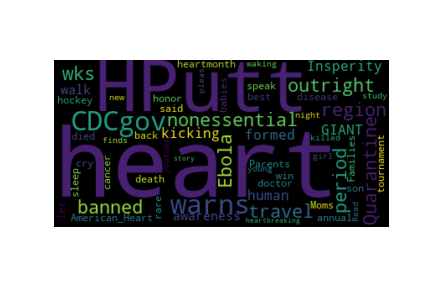 heartmonth waking Insperity
wks HPutt outright
walk pleas babies speak best disease study
hockey new honor said nonessential region
CDCgov GIANT
died back kicking formed night killed Quarantined
finds Ebola period Families tournament
heart
cry cancer story Parents girl
sleep death human young win doctor son
let banned rare warns travel Moms Read
American_Heart awareness heartbreaking annual